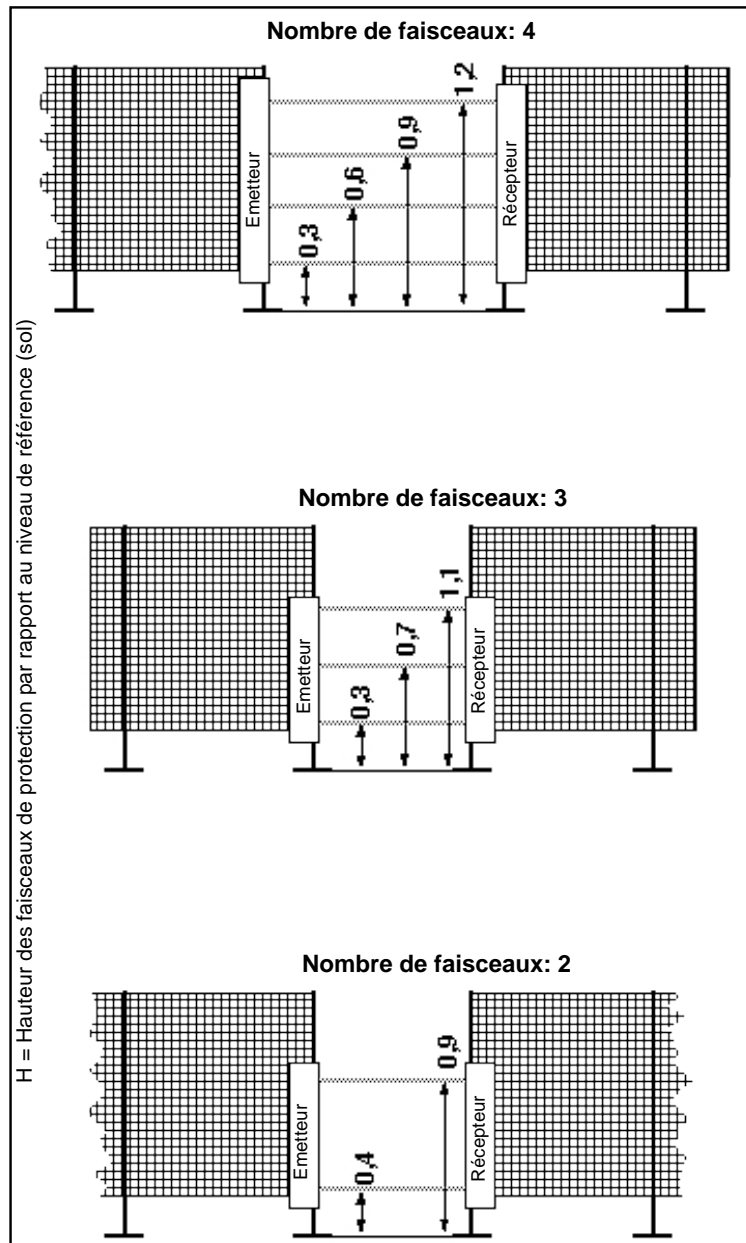 Nombre de faisceaux: 4
Emetteur
0,3
0,6
0,9
1,2
Récepteur
H = Hauteur des faisceaux de protection par rapport au niveau de référence (sol)
Nombre de faisceaux: 3
Emetteur
0,3
0,7
1,1
Récepteur
Nombre de faisceaux: 2
Emetteur
0,4
0,9
Récepteur